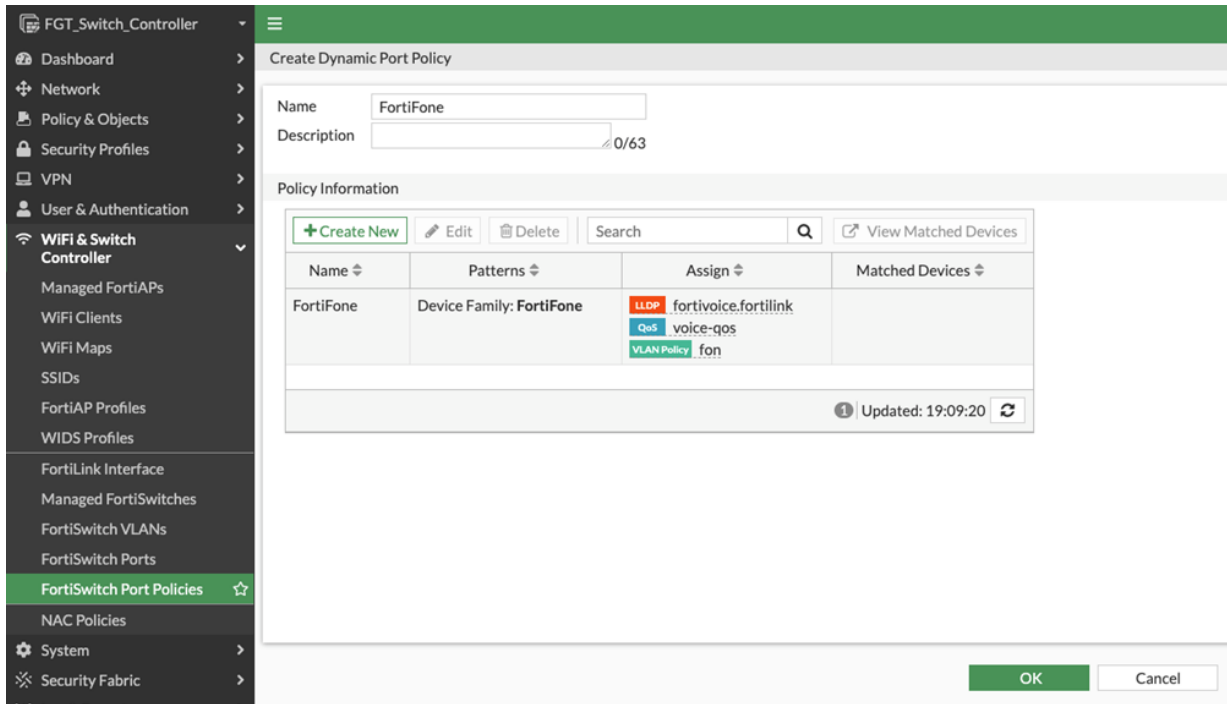 FGT_Switch_Controller
Dashboard
Network
Policy & Objects
Security Profiles
VPN
User & Authentication
WiFi & Switch
Controller
Managed FortiAPs
WiFi Clients
WiFi Maps
SSIDs
FortiAP Profiles
WIDS Profiles
FortiLink Interface
Managed FortiSwitches
FortiSwitch VLANs
FortiSwitch Ports
FortiSwitch Port Policies
NAC Policies
System
Security Fabric
Create Dynamic Port Policy
Name FortiFone
Description 0/63
Policy Information
+Create New Edit Delete Search View Matched Devices
Name Patterns Assign Matched Devices
FortiFone Device Family: FortiFone LLDP fortivoice.fortilink
QoS voice-qos
VLAN Policy fon
1 Updated: 19:09:20
OK Cancel